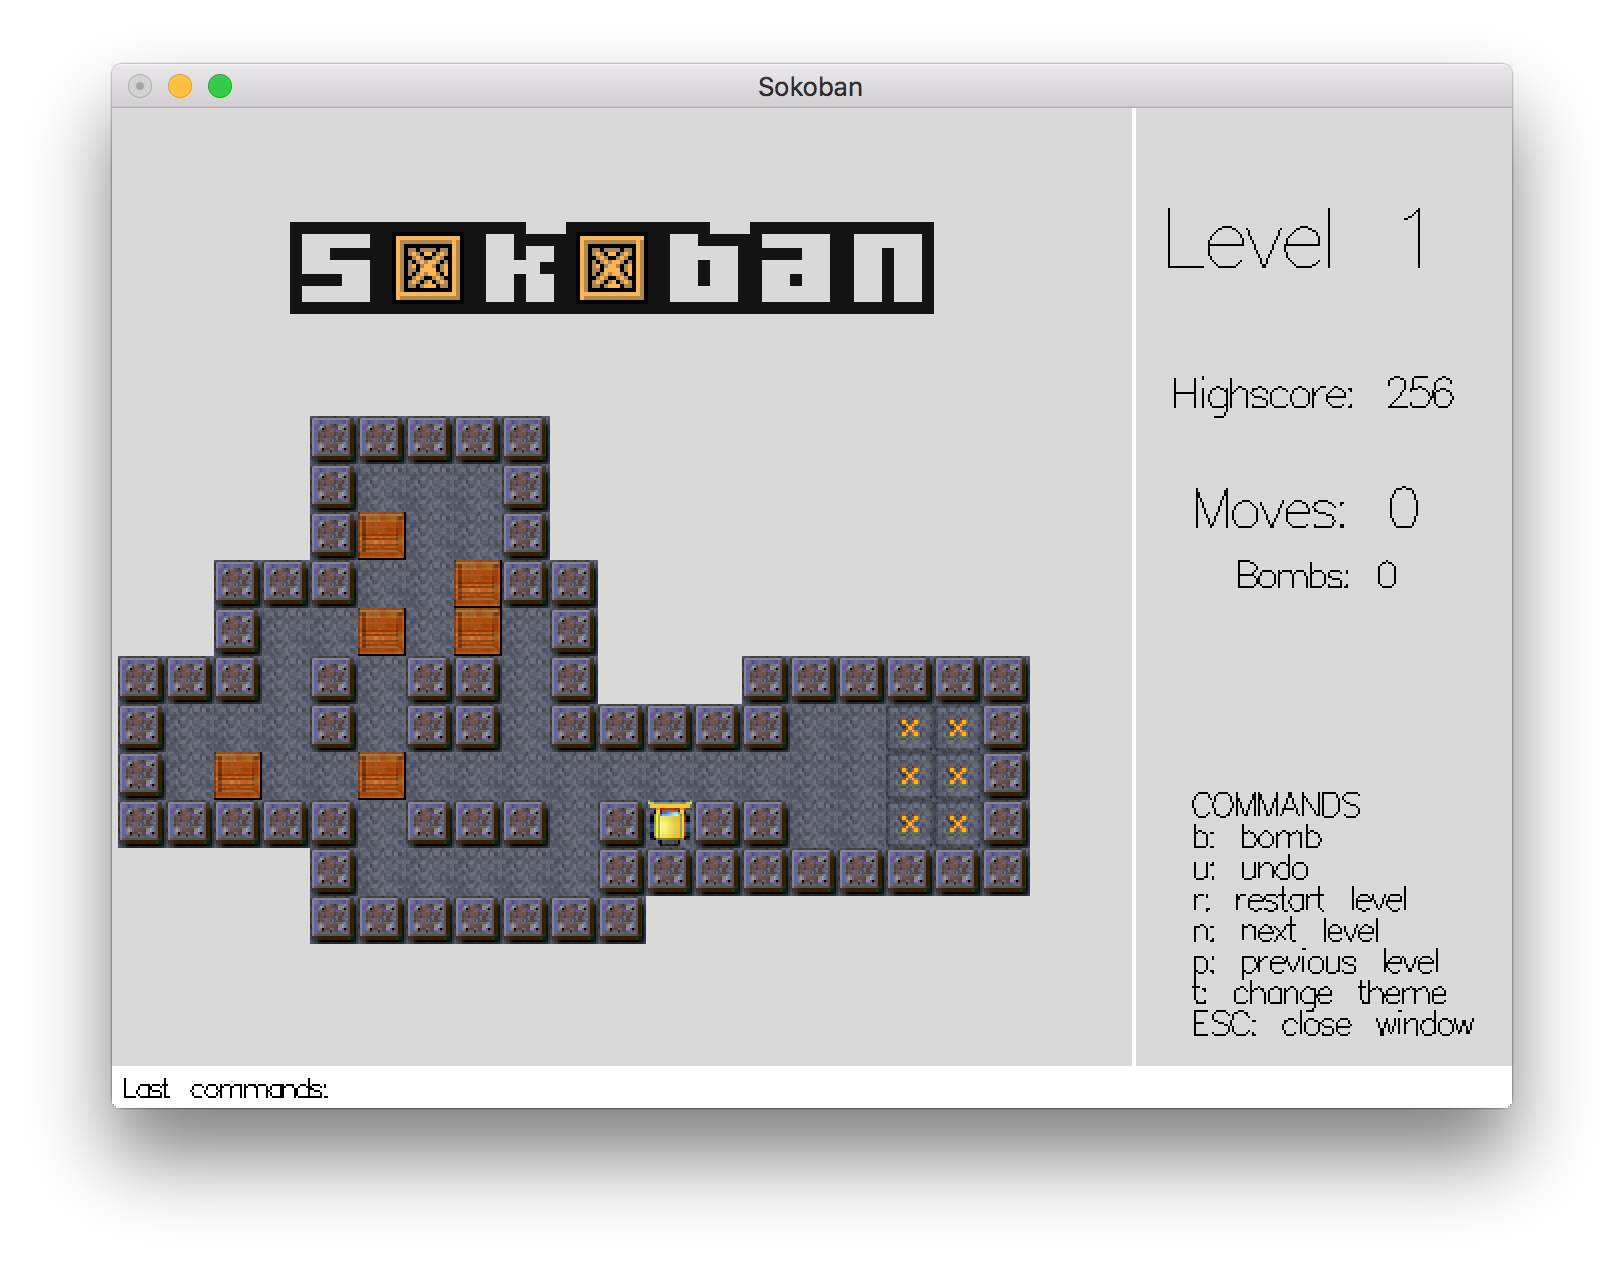 Sokoban
sokoban
Level 1
Highscore: 256
Moves: 0
Bombs: 0
COMMANDS
b: bomb
u: undo
r: restart level
n: next level
p: previous level
t: change theme
ESC: close window
Last commands: